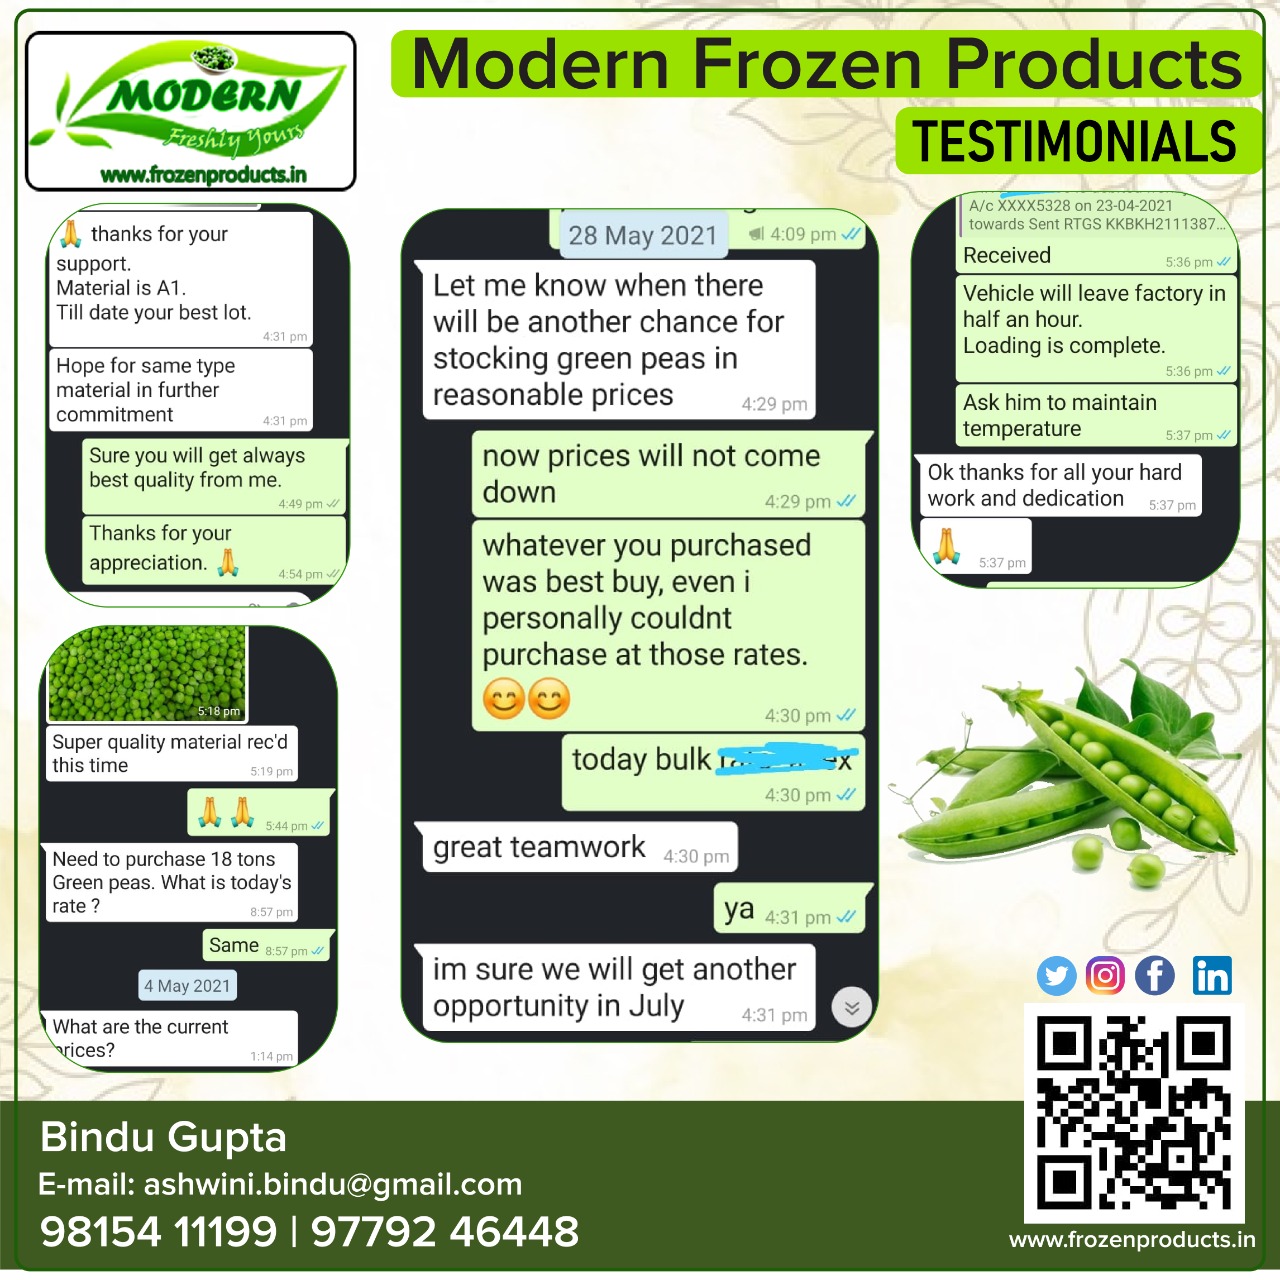 MODERN
Freshly Yours
www.frozenproducts.in
Modern Frozen Products
TESTIMONIALS
🙏 thanks for your
support.
Material is A1.
Till date your best lot.
4:31 pm
Hope for same type
material in further
commitment
4:31 pm
Sure you will get always
best quality from me.
4:49 pm
Thanks for your
appreciation. 🙏
4:54 pm
5:18 pm
Super quality material rec'd
this time
5:19 pm
🙏 🙏
5:44 pm
Need to purchase 18 tons
Green peas. What is today's
rate ?
8:57 pm
Same 8:57 pm
4 May 2021
What are the current
prices?
1:14 pm
28 May 2021
4:09 pm
Let me know when there
will be another chance for
stocking green peas in
reasonable prices
4:29 pm
now prices will not come
down
4:29 pm
whatever you purchased
was best buy, even i
personally couldnt
purchase at those rates.
😊😊
4:30 pm
today bulk
4:30 pm
great teamwork 4:30 pm
ya 4:31 pm
im sure we will get another
opportunity in July
4:31 pm
A/c XXXX5328 on 23-04-2021
towards Sent RTGS KKBKH2111387...
Received
5:36 pm
Vehicle will leave factory in
half an hour.
Loading is complete.
5:36 pm
Ask him to maintain
temperature
5:37 pm
Ok thanks for all your hard
work and dedication 5:37 pm
🙏
5:37 pm
Bindu Gupta
E-mail: ashwini.bindu@gmail.com
98154 11199 | 97792 46448
www.frozenproducts.in